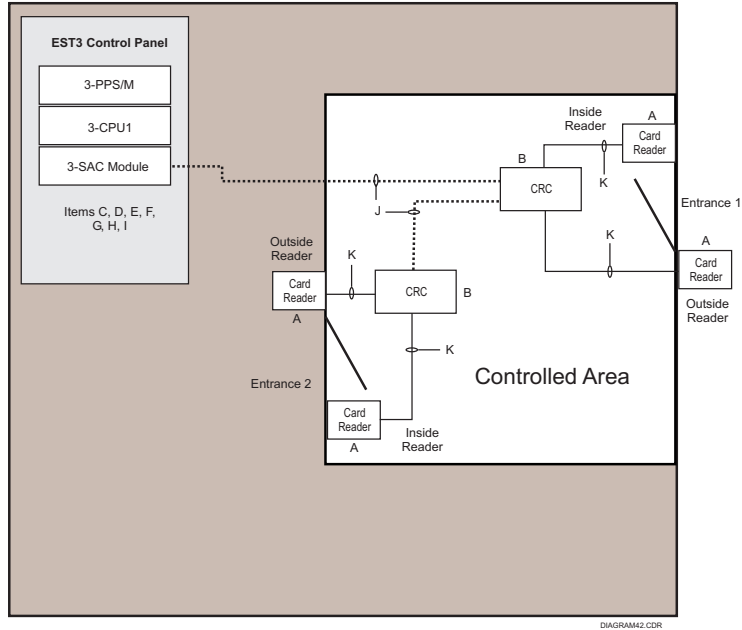 EST3 Control Panel
3-PPS/M
3-CPU1
3-SAC Module
Items C, D, E, F,
G, H, I
Inside
Reader
A
Card
Reader
B
CRC
K
Entrance 1
J
K
A
Card
Reader
Outside
Reader
Outside
Reader
K
Card
Reader
A
CRC
B
K
Entrance 2
Controlled Area
Card
Reader
A
Inside
Reader
DIAGRAM42.CDR